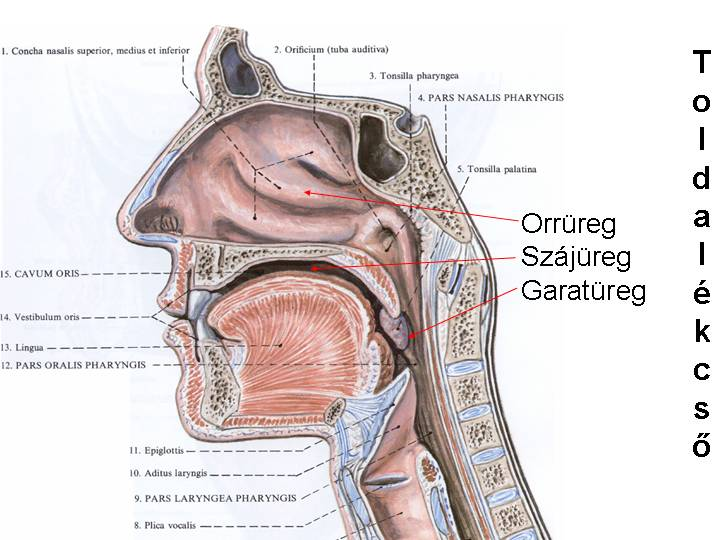 1. Concha nasalis superior, medius et inferior
2. Orificium (tuba auditiva)
3. Tonsilla pharyngea
4. PARS NASALIS PHARYNGIS
5. Tonsilla palatina
Orrüreg
Szájüreg
Garatüreg
15. CAVUM ORIS
14. Vestibulum oris
13. Lingua
12. PARS ORALIS PHARYNGIS
11. Epiglottis
10. Aditus laryngis
9. PARS LARYNGEA PHARYNGIS
8. Plica vocalis
T
o
l
d
a
l
é
k
c
s
ő